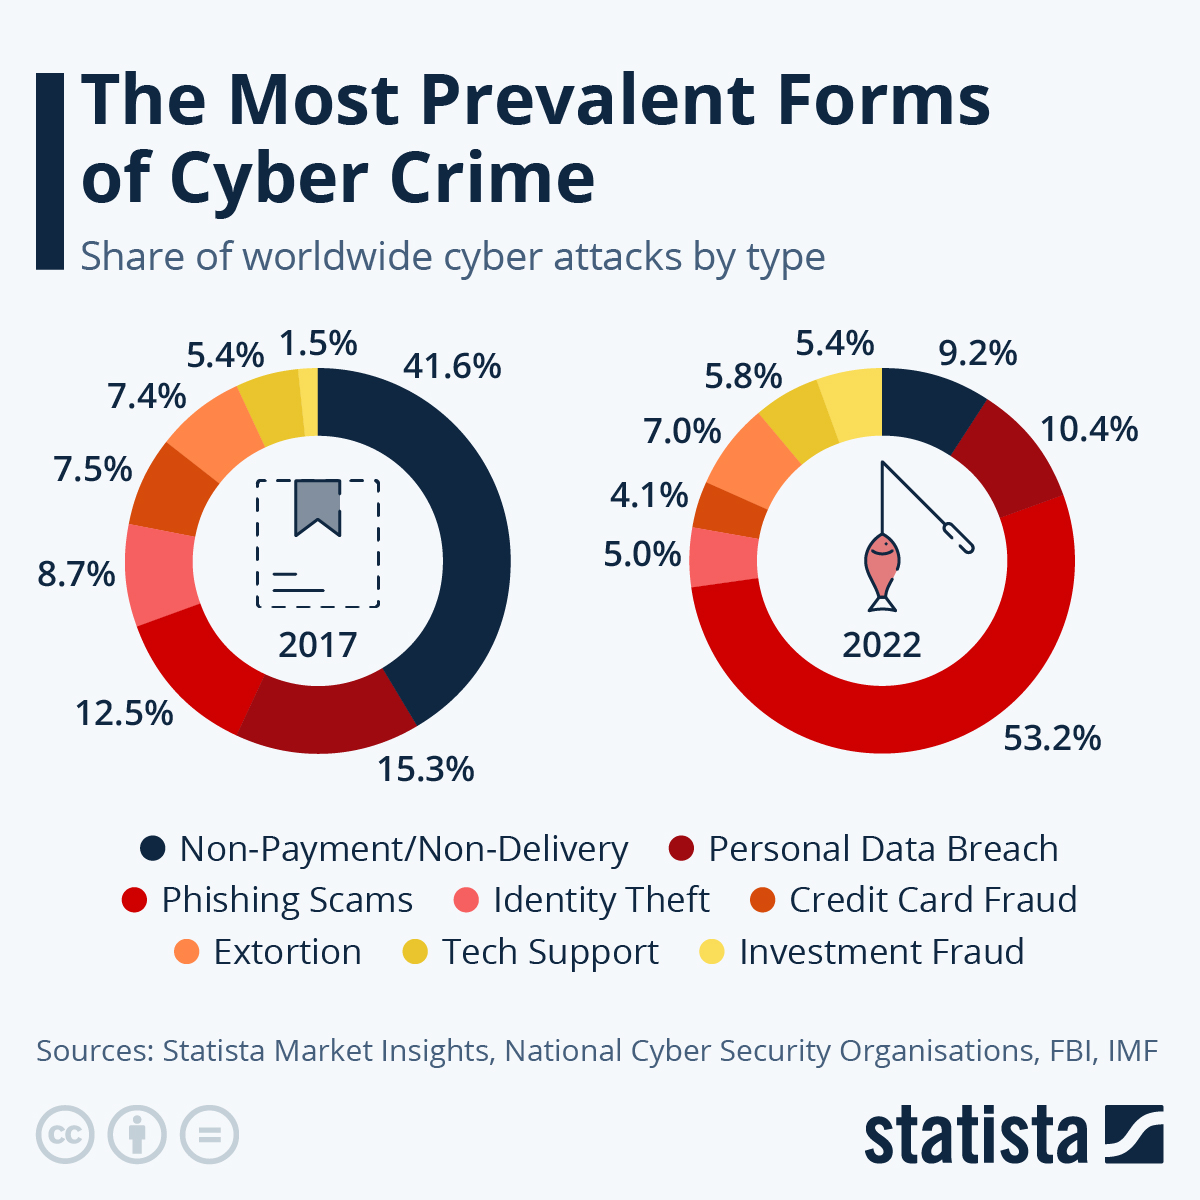 The Most Prevalent Forms
of Cyber Crime
Share of worldwide cyber attacks by type
41.6%
15.3%
12.5%
8.7%
7.5%
7.4%
5.4%
1.5%
2017
9.2%
10.4%
53.2%
5.0%
4.1%
7.0%
5.8%
5.4%
2022
Non-Payment/Non-Delivery Personal Data Breach
Phishing Scams Identity Theft Credit Card Fraud
Extortion Tech Support Investment Fraud
Sources: Statista Market Insights, National Cyber Security Organisations, FBI, IMF
cc
statista